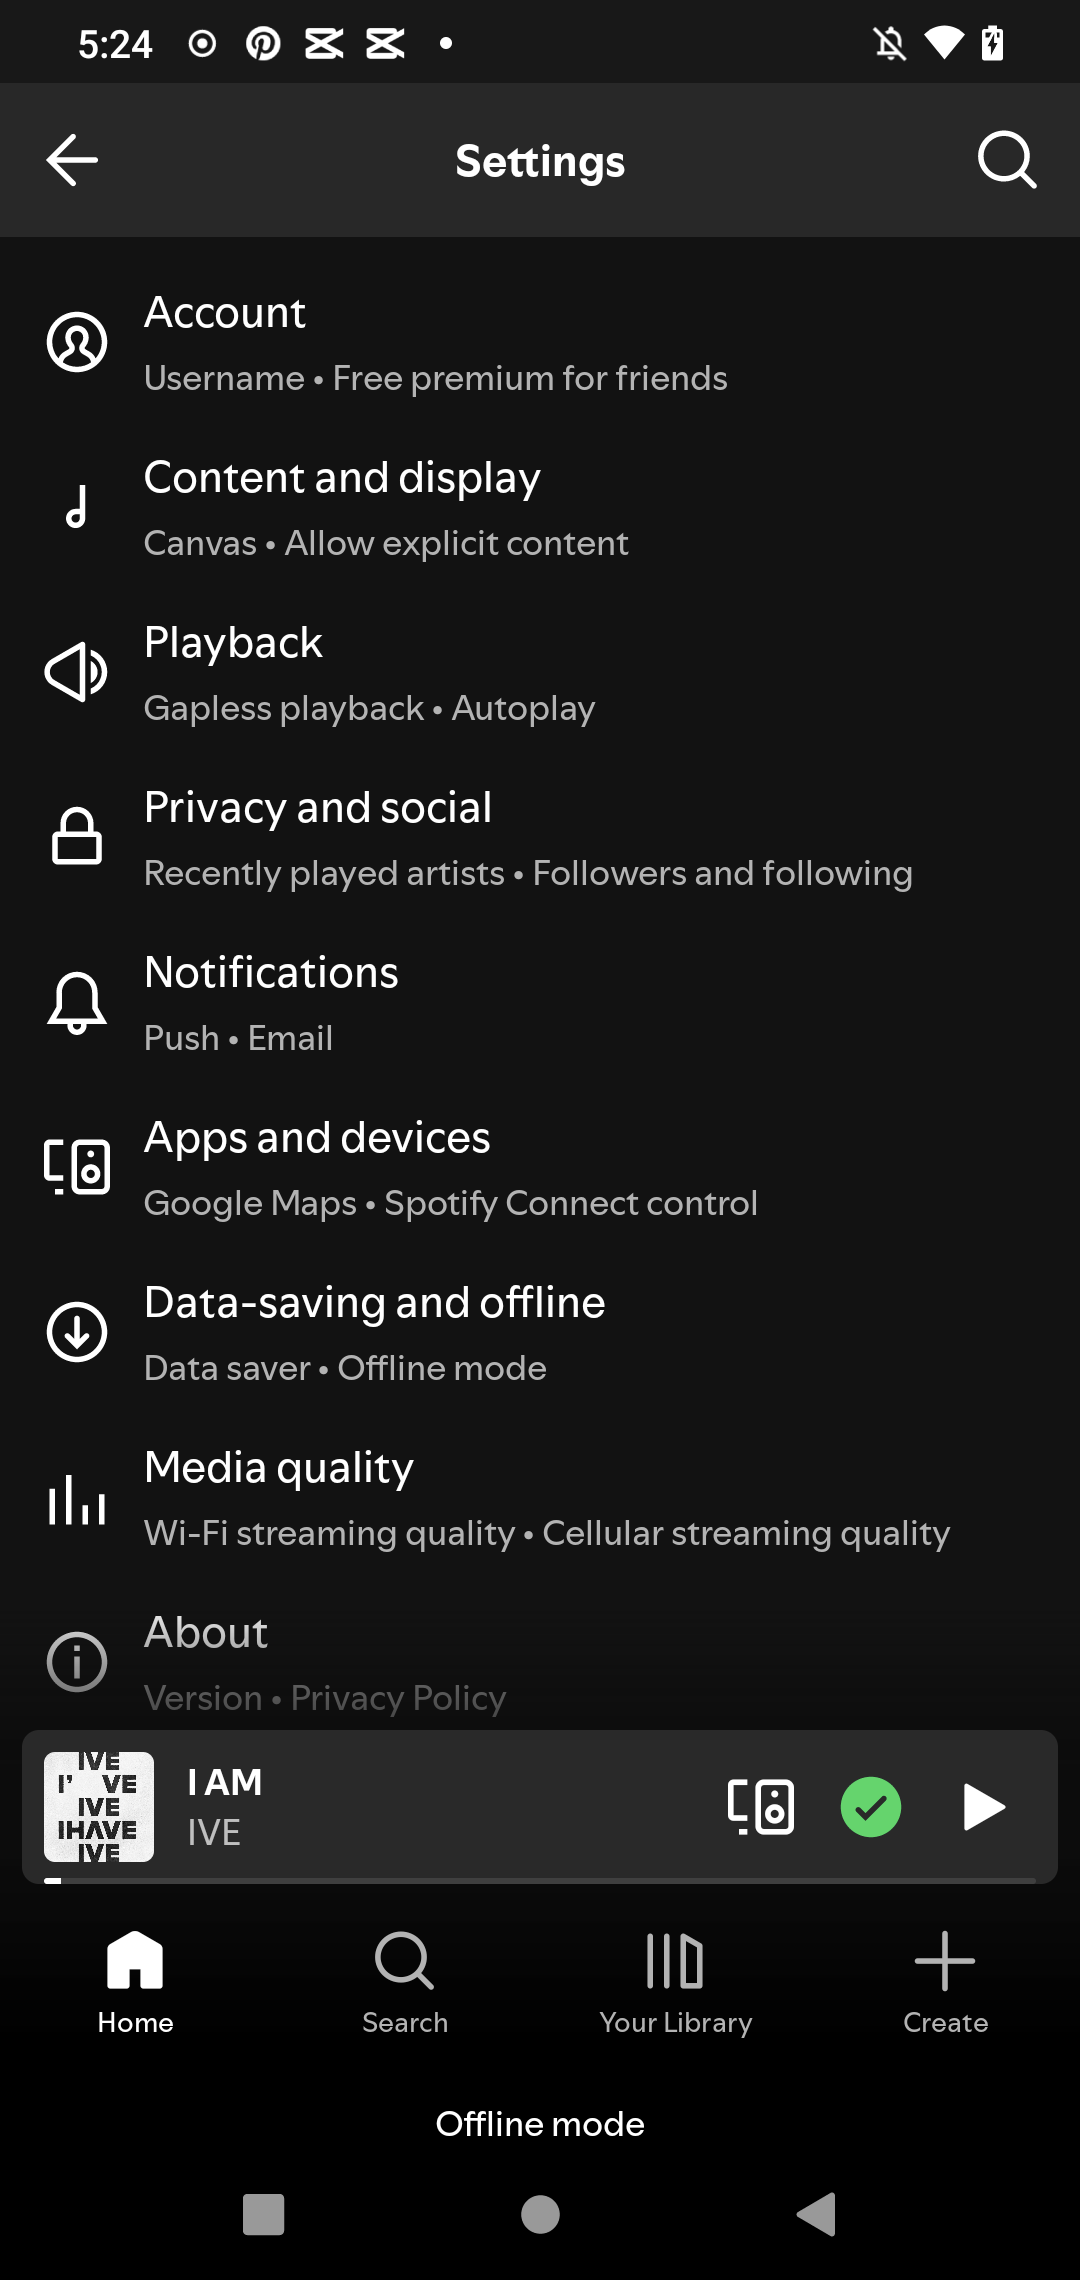 5:24
Settings
Account
Username • Free premium for friends
Content and display
Canvas • Allow explicit content
Playback
Gapless playback • Autoplay
Privacy and social
Recently played artists • Followers and following
Notifications
Push • Email
Apps and devices
Google Maps • Spotify Connect control
Data-saving and offline
Data saver • Offline mode
Media quality
Wi-Fi streaming quality • Cellular streaming quality
About
Version • Privacy Policy
IVE
I' VE
IVE
IHAVE
IVE
I AM
IVE
Home
Search
Your Library
Create
Offline mode